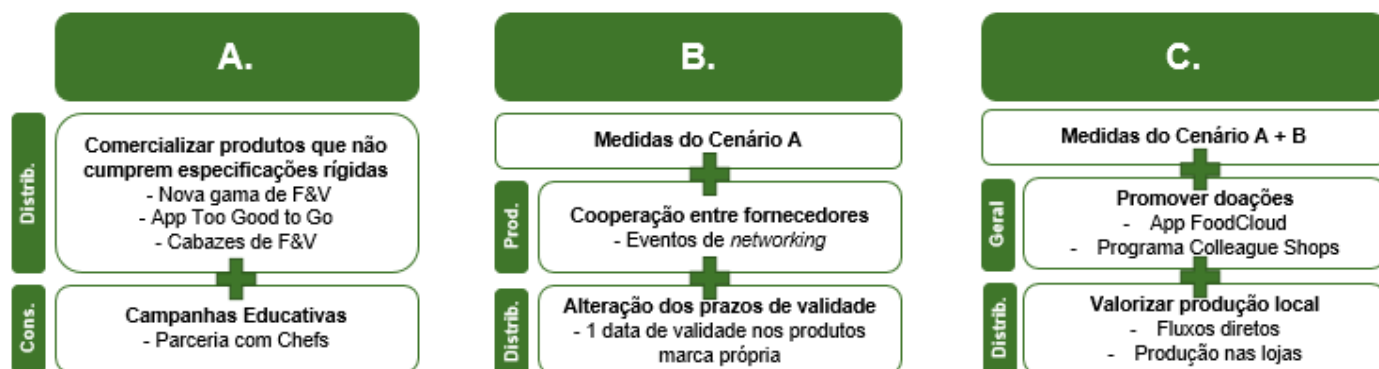 A.
Distrib.
Comercializar produtos que não
cumprem especificações rígidas
- Nova gama de F&V
- App Too Good to Go
- Cabazes de F&V
Cons.
Campanhas Educativas
- Parceria com Chefs
B.
Medidas do Cenário A
Prod.
Cooperação entre fornecedores
- Eventos de networking
Distrib.
Alteração dos prazos de validade
- 1 data de validade nos produtos
marca própria
C.
Medidas do Cenário A + B
Geral
Promover doações
- App FoodCloud
- Programa Colleague Shops
Distrib.
Valorizar produção local
- Fluxos diretos
- Produção nas lojas